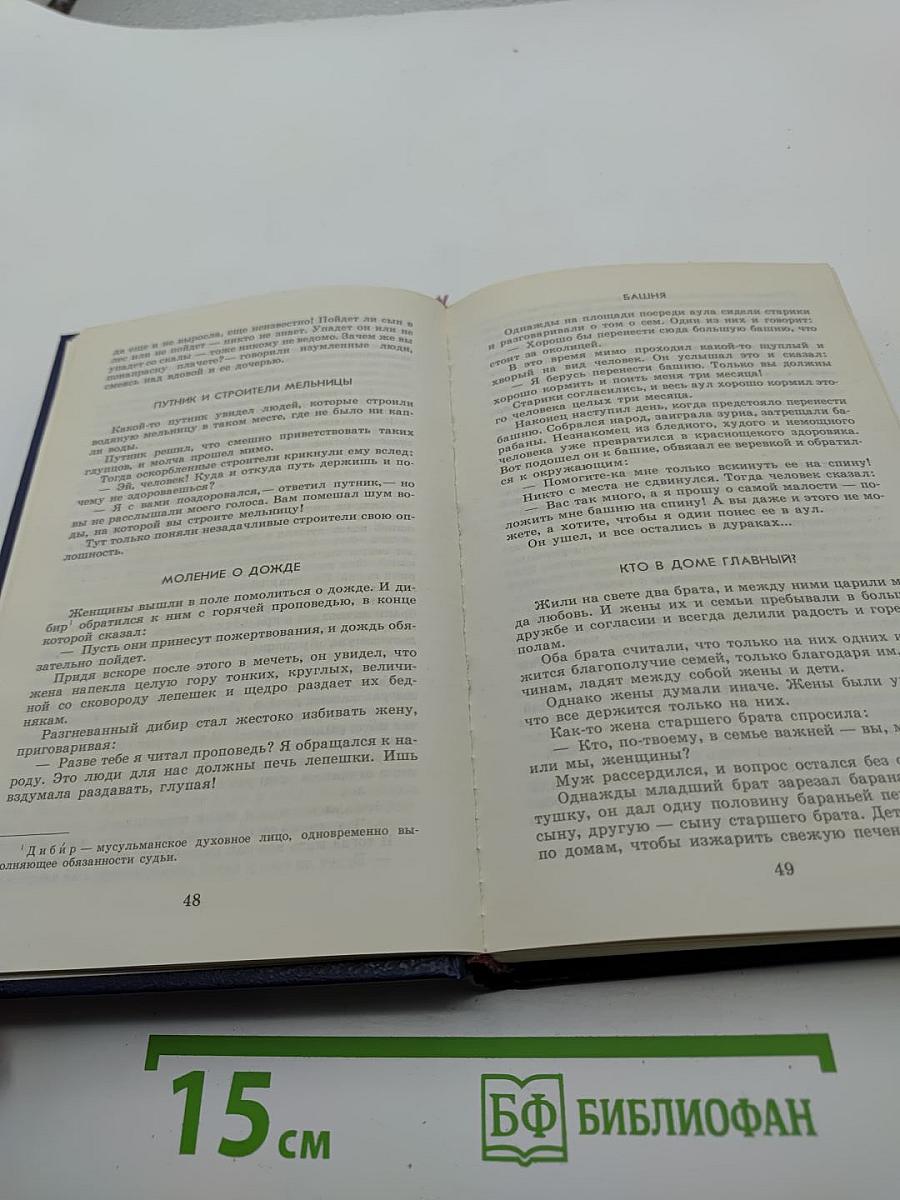 да еще и не выросла, еще неизвестно! Пойдет ли сын в
лес или не пойдет — никто не знает. Упадет он или не
упадет со скалы — тоже никому не ведомо. Зачем же вы
понапрасну плачете? — говорили изумленные люди,
смеясь над вдовой и ее дочерью.
ПУТНИК И СТРОИТЕЛИ МЕЛЬНИЦЫ
Какой-то путник увидел людей, которые строили
водяную мельницу в таком месте, где не было ни кап-
ли воды.
Путник решил, что смешно приветствовать таких
глупцов, и молча прошел мимо.
Тогда оскорбленные строители крикнули ему вслед:
— Эй, человек! Куда и откуда путь держишь и по-
чему не здороваешься?
— Я с вами поздоровался, — ответил путник, — но
вы не расслышали моего голоса. Вам помешал шум во-
ды, на которой вы строите мельницу!
Тут только поняли незадачливые строители свою оп-
лошность.
МОЛЕНИЕ О ДОЖДЕ
Женщины вышли в поле помолиться о дожде. И ди-
бир¹ обратился к ним с горячей проповедью, в конце
которой сказал:
— Пусть они принесут пожертвования, и дождь обя-
зательно пойдет.
Придя вскоре после этого в мечеть, он увидел, что
жена напекла целую гору тонких, круглых, величи-
ной со сковороду лепешек и щедро раздает их бед-
някам.
Разгневанный дибир стал жестоко избивать жену,
приговаривая:
— Разве тебе я читал проповедь? Я обращался к на-
роду. Это люди для нас должны печь лепешки. Ишь
вздумала раздавать, глупая!
¹ Диби́р — мусульманское духовное лицо, одновременно вы-
олняющее обязанности судьи.
48
БАШНЯ
Однажды на площади посреди аула сидели старики
и разговаривали о том о сем. Один из них и говорит:
— Хорошо бы перенести сюда большую башню, что
стоит за околицей.
В это время мимо проходил какой-то щуплый и
хворый на вид человек. Он услышал это и сказал:
— Я берусь перенести башню. Только вы должны
хорошо кормить и поить меня три месяца!
Старики согласились, и весь аул хорошо кормил это-
го человека целых три месяца.
Наконец наступил день, когда предстояло перенести
башню. Собрался народ, заиграла зурна, затрещали ба-
рабаны. Незнакомец из бледного, худого и немощного
человека уже превратился в краснощекого здоровяка.
Вот подошел он к башне, обвязал ее веревкой и обратил-
ся к окружающим:
— Помогите-ка мне только вскинуть ее на спину!
Никто с места не сдвинулся. Тогда человек сказал:
— Вас так много, а я прошу о самой малости — по-
ложить мне башню на спину! А вы даже и этого не мо-
жете, а хотите, чтобы я один понес ее в аул.
Он ушел, и все остались в дураках...
КТО В ДОМЕ ГЛАВНЫЙ?
Жили на свете два брата, и между ними царили м
да любовь. И жены их и семьи пребывали в больш
дружбе и согласии и всегда делили радость и горе
полам.
Оба брата считали, что только на них одних и
жится благополучие семей, только благодаря им,
чинам, ладят между собой жены и дети.
Однако жены думали иначе. Жены были у
что все держится только на них.
Как-то жена старшего брата спросила:
— Кто, по-твоему, в семье важней — вы, м
или мы, женщины?
Муж рассердился, и вопрос остался без о
Однажды младший брат зарезал барана
тушку, он дал одну половину бараньей пе
сыну, другую — сыну старшего брата. Дет
по домам, чтобы изжарить свежую печен
49
15 см
БФ БИБЛИОФАН